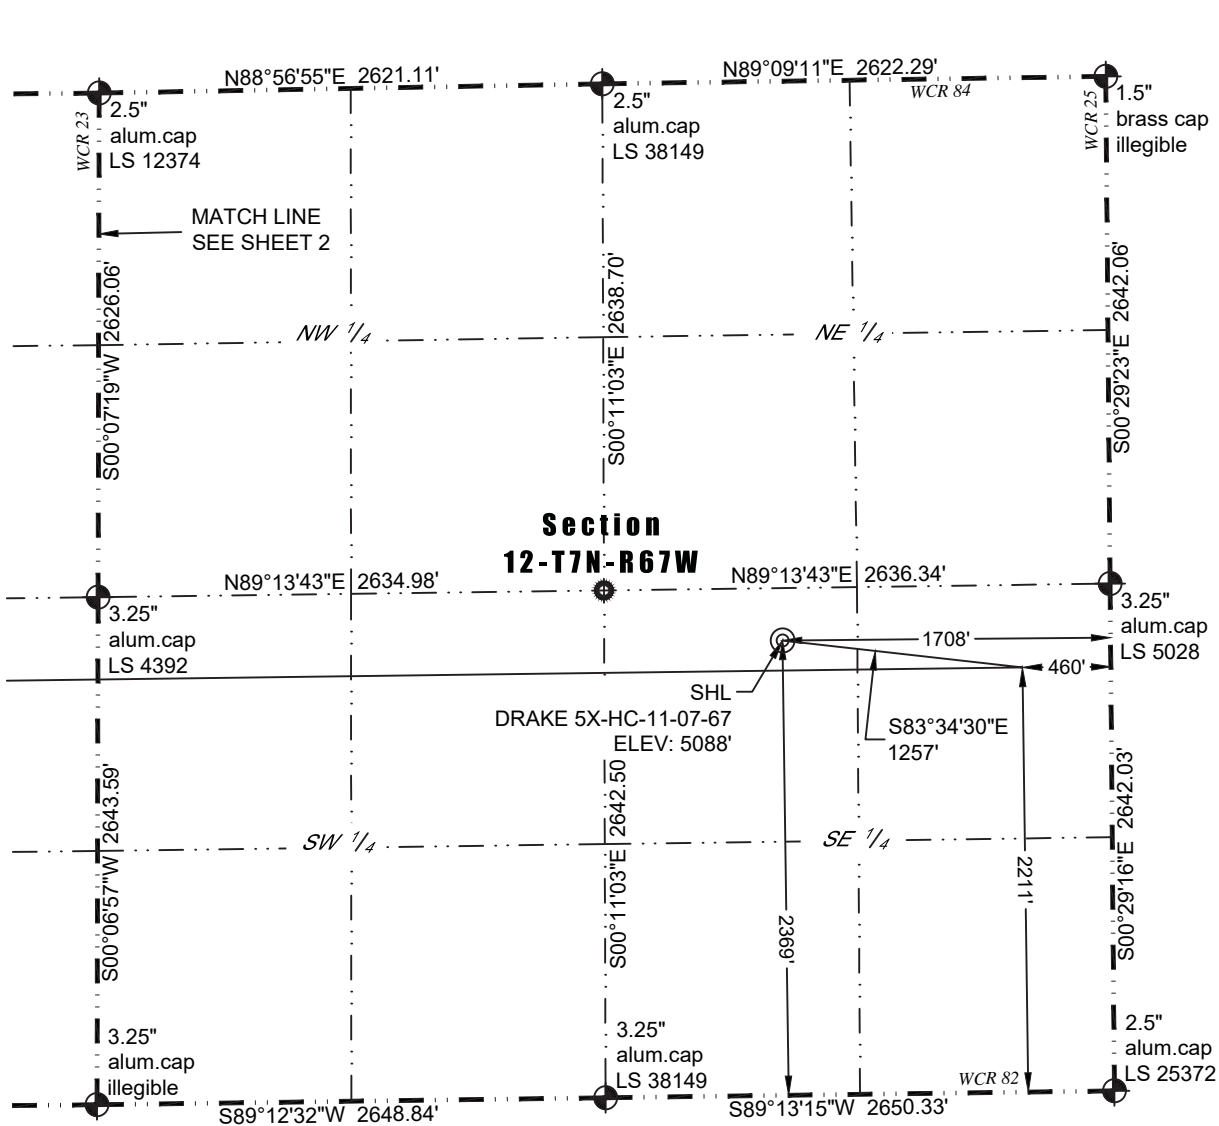 N88°56'55"E 2621.11'
N89°09'11"E 2622.29'
WCR 84
WCR 23
2.5"
alum.cap
LS 12374
2.5"
alum.cap
LS 38149
WCR 25
1.5"
brass cap
illegible
MATCH LINE
SEE SHEET 2
S00°07'19"W 2626.06'
S00°11'03"E 2638.70'
S00°29'23"E 2642.06'
NW 1/4
NE 1/4
Section
12-T7N-R67W
N89°13'43"E 2634.98'
N89°13'43"E 2636.34'
3.25"
alum.cap
LS 4392
3.25"
alum.cap
LS 5028
1708'
460'
SHL
DRAKE 5X-HC-11-07-67
ELEV: 5088'
S83°34'30"E
1257'
S00°06'57"W 2643.59'
S00°11'03"E 2642.50
S00°29'16"E 2642.03'
SW 1/4
SE 1/4
2369'
2211'
3.25"
alum.cap
illegible
3.25"
alum.cap
LS 38149
2.5"
alum.cap
LS 25372
WCR 82
S89°12'32"W 2648.84'
S89°13'15"W 2650.33'